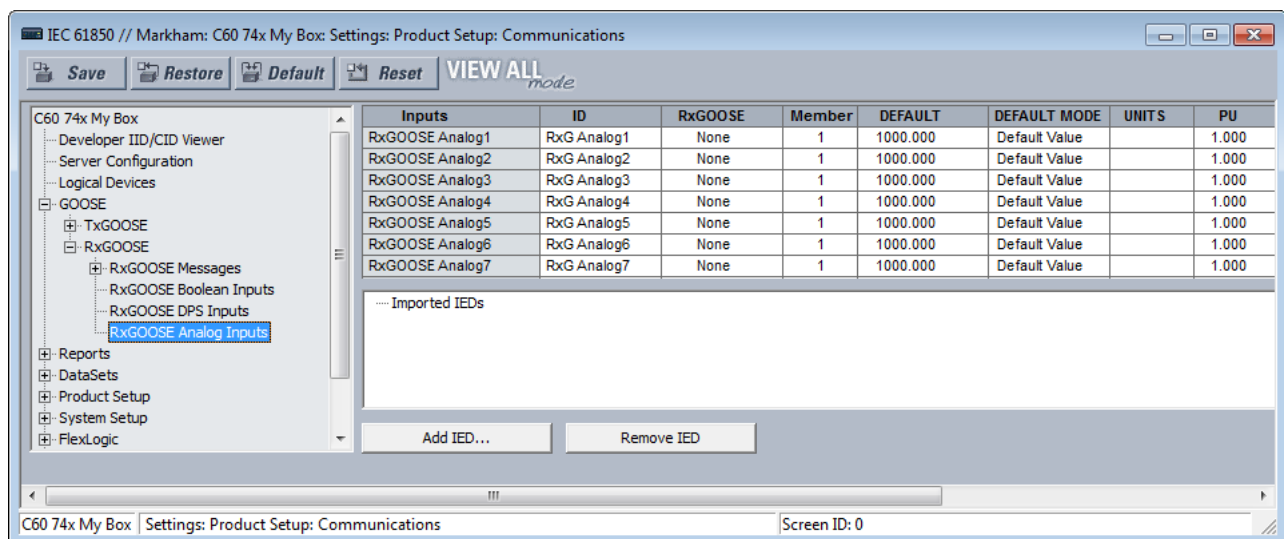 IEC 61850 // Markham: C60 74x My Box: Settings: Product Setup: Communications
Save Restore Default Reset VIEW ALL mode
C60 74x My Box
Developer IID/CID Viewer
Server Configuration
Logical Devices
GOOSE
TxGOOSE
RxGOOSE
RxGOOSE Messages
RxGOOSE Boolean Inputs
RxGOOSE DPS Inputs
RxGOOSE Analog Inputs
Reports
DataSets
Product Setup
System Setup
FlexLogic
Inputs ID RxGOOSE Member DEFAULT DEFAULT MODE UNITS PU
RxGOOSE Analog1 RxG Analog1 None 1 1000.000 Default Value 1.000
RxGOOSE Analog2 RxG Analog2 None 1 1000.000 Default Value 1.000
RxGOOSE Analog3 RxG Analog3 None 1 1000.000 Default Value 1.000
RxGOOSE Analog4 RxG Analog4 None 1 1000.000 Default Value 1.000
RxGOOSE Analog5 RxG Analog5 None 1 1000.000 Default Value 1.000
RxGOOSE Analog6 RxG Analog6 None 1 1000.000 Default Value 1.000
RxGOOSE Analog7 RxG Analog7 None 1 1000.000 Default Value 1.000
Imported IEDs
Add IED... Remove IED
C60 74x My Box Settings: Product Setup: Communications Screen ID: 0